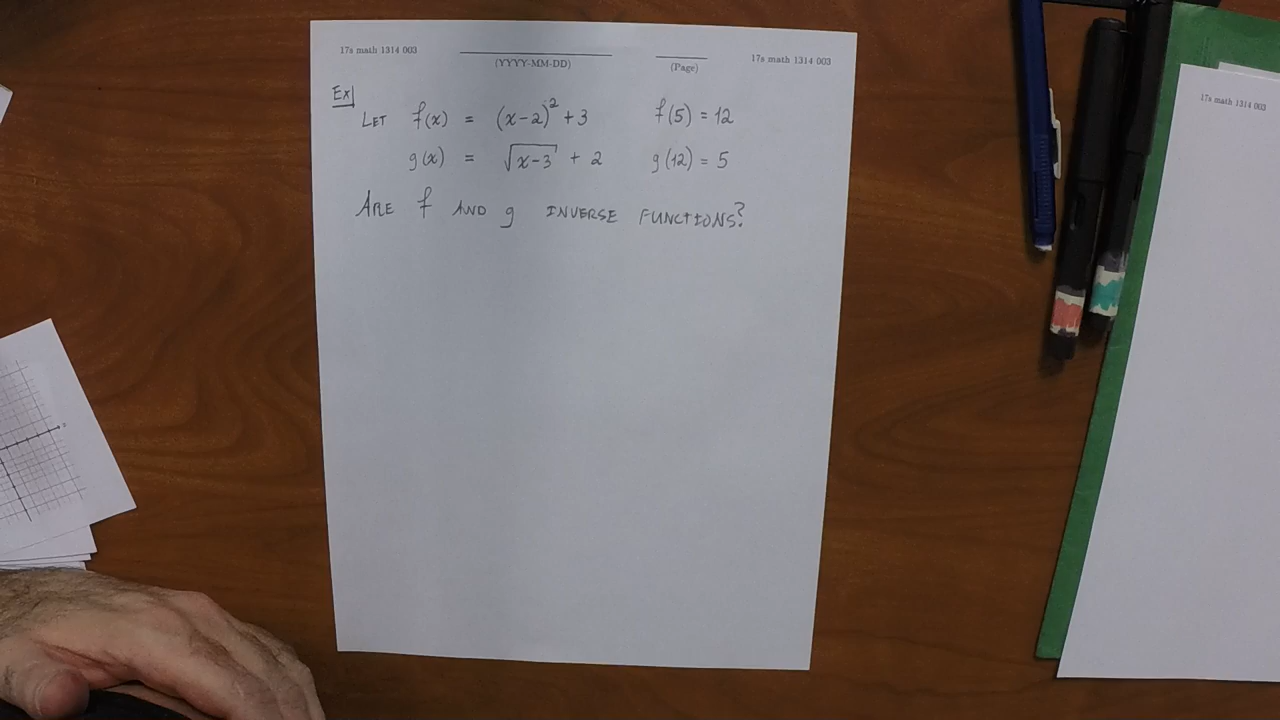 17s math 1314 003 (YYYY-MM-DD) (Page) 17s math 1314 003
Ex
LET f(x) = (x-2)² + 3 f(5) = 12
g(x) = √(x-3) + 2 g(12) = 5
ARE f AND g INVERSE FUNCTIONS?
17s math 1314 003